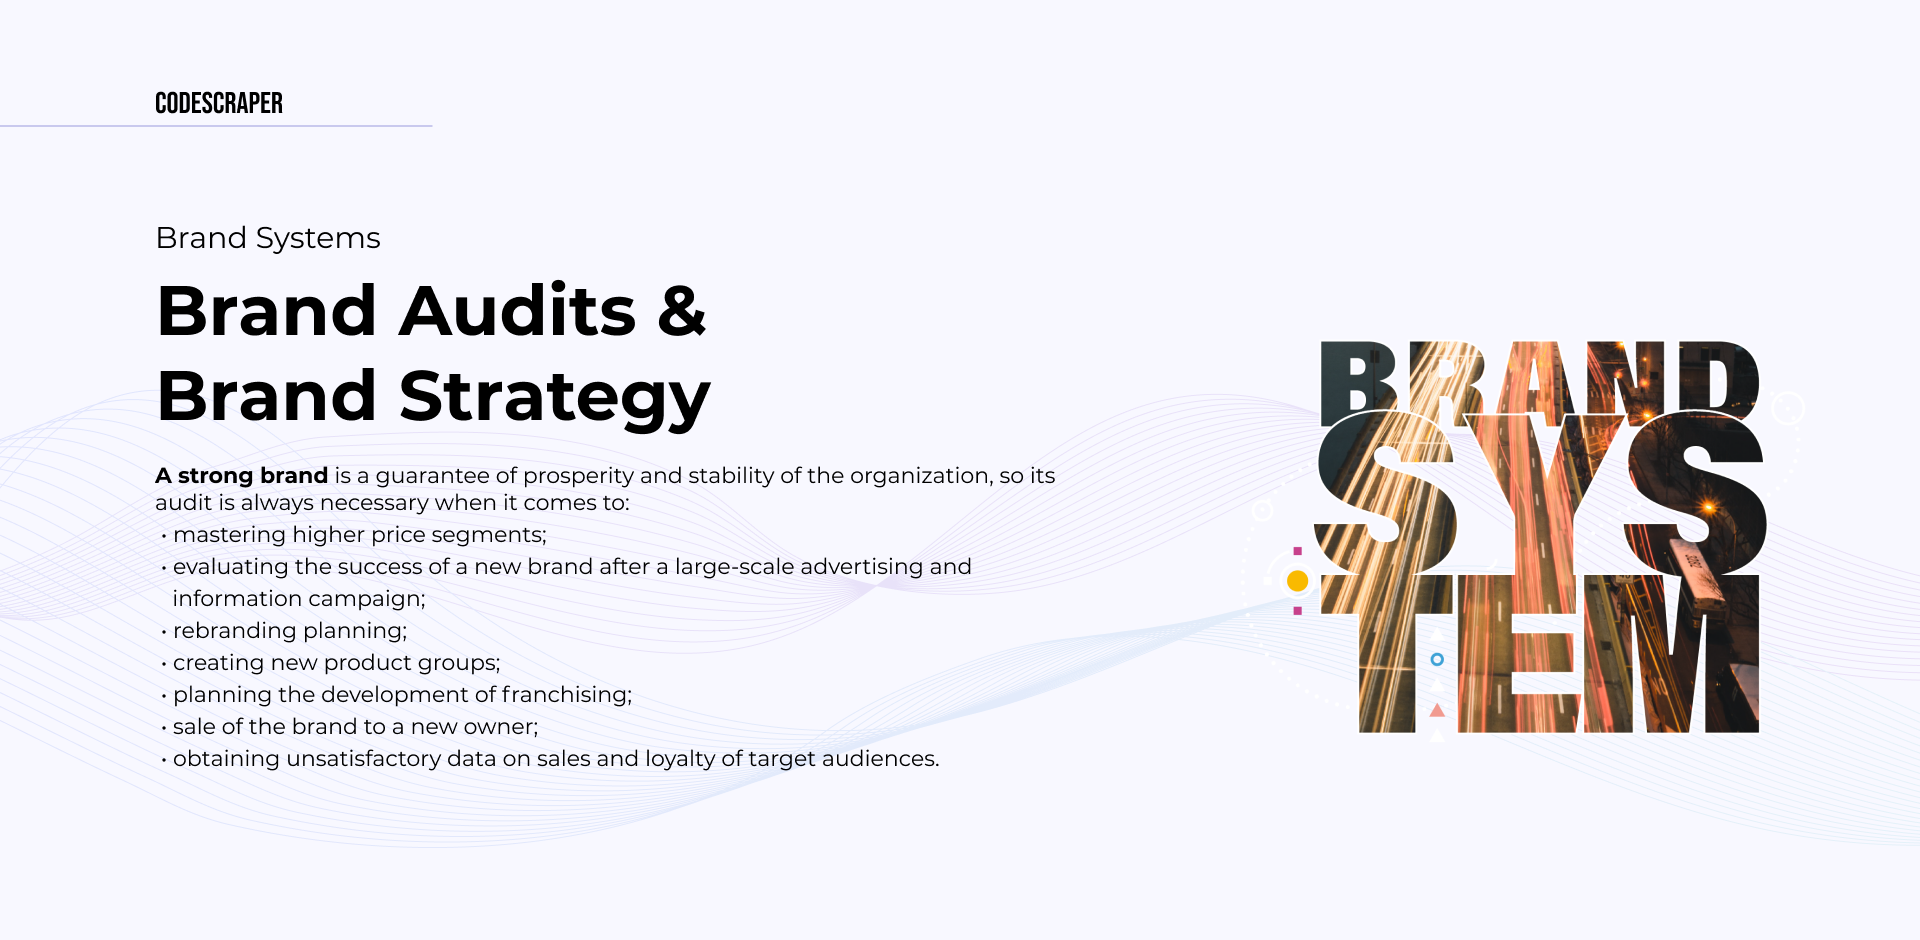 CODESCRAPER
Brand Systems
Brand Audits &
Brand Strategy
A strong brand is a guarantee of prosperity and stability of the organization, so its
audit is always necessary when it comes to:
• mastering higher price segments;
• evaluating the success of a new brand after a large-scale advertising and
information campaign;
• rebranding planning;
• creating new product groups;
• planning the development of franchising;
• sale of the brand to a new owner;
• obtaining unsatisfactory data on sales and loyalty of target audiences.
BRAND
SYS
TEM